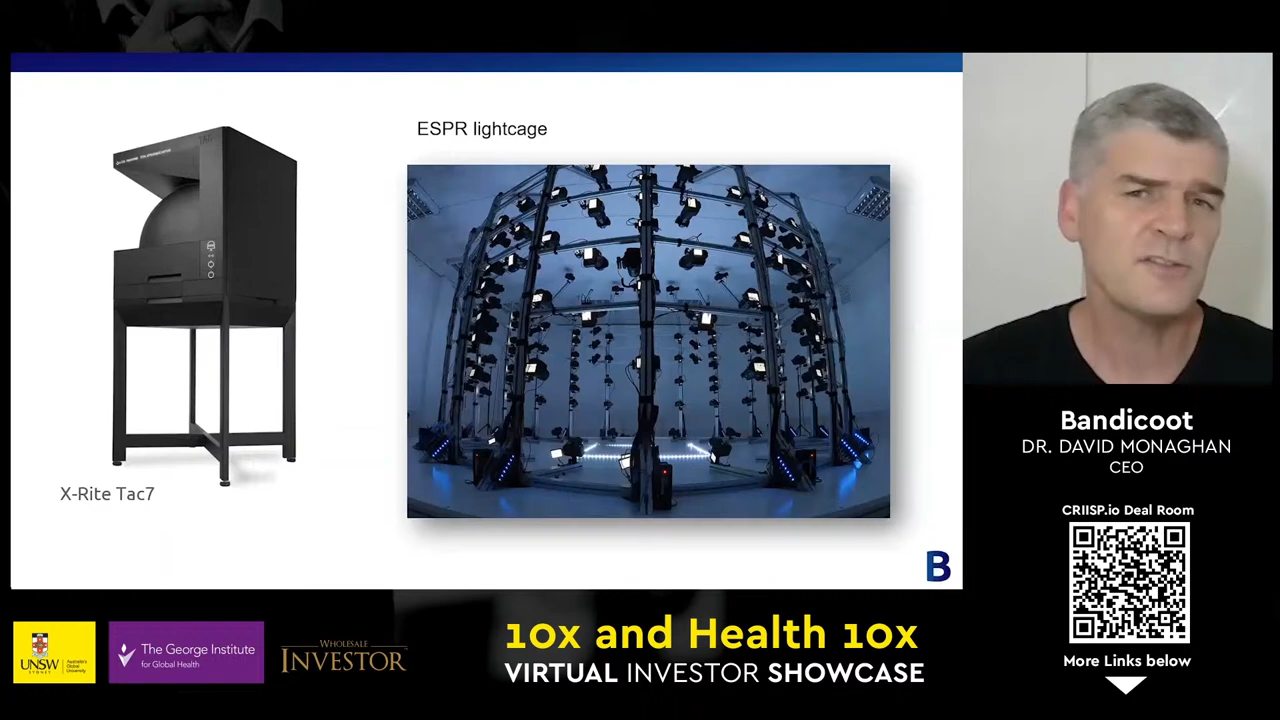 ESPR lightcage
X-Rite Tac7
B
Bandicoot
DR. DAVID MONAGHAN
CEO
CRIISP.io Deal Room
More Links below
UNSW
SYDNEY
Australia's
Global
University
The George Institute
for Global Health
WHOLESALE
INVESTOR
10x and Health 10x
VIRTUAL INVESTOR SHOWCASE